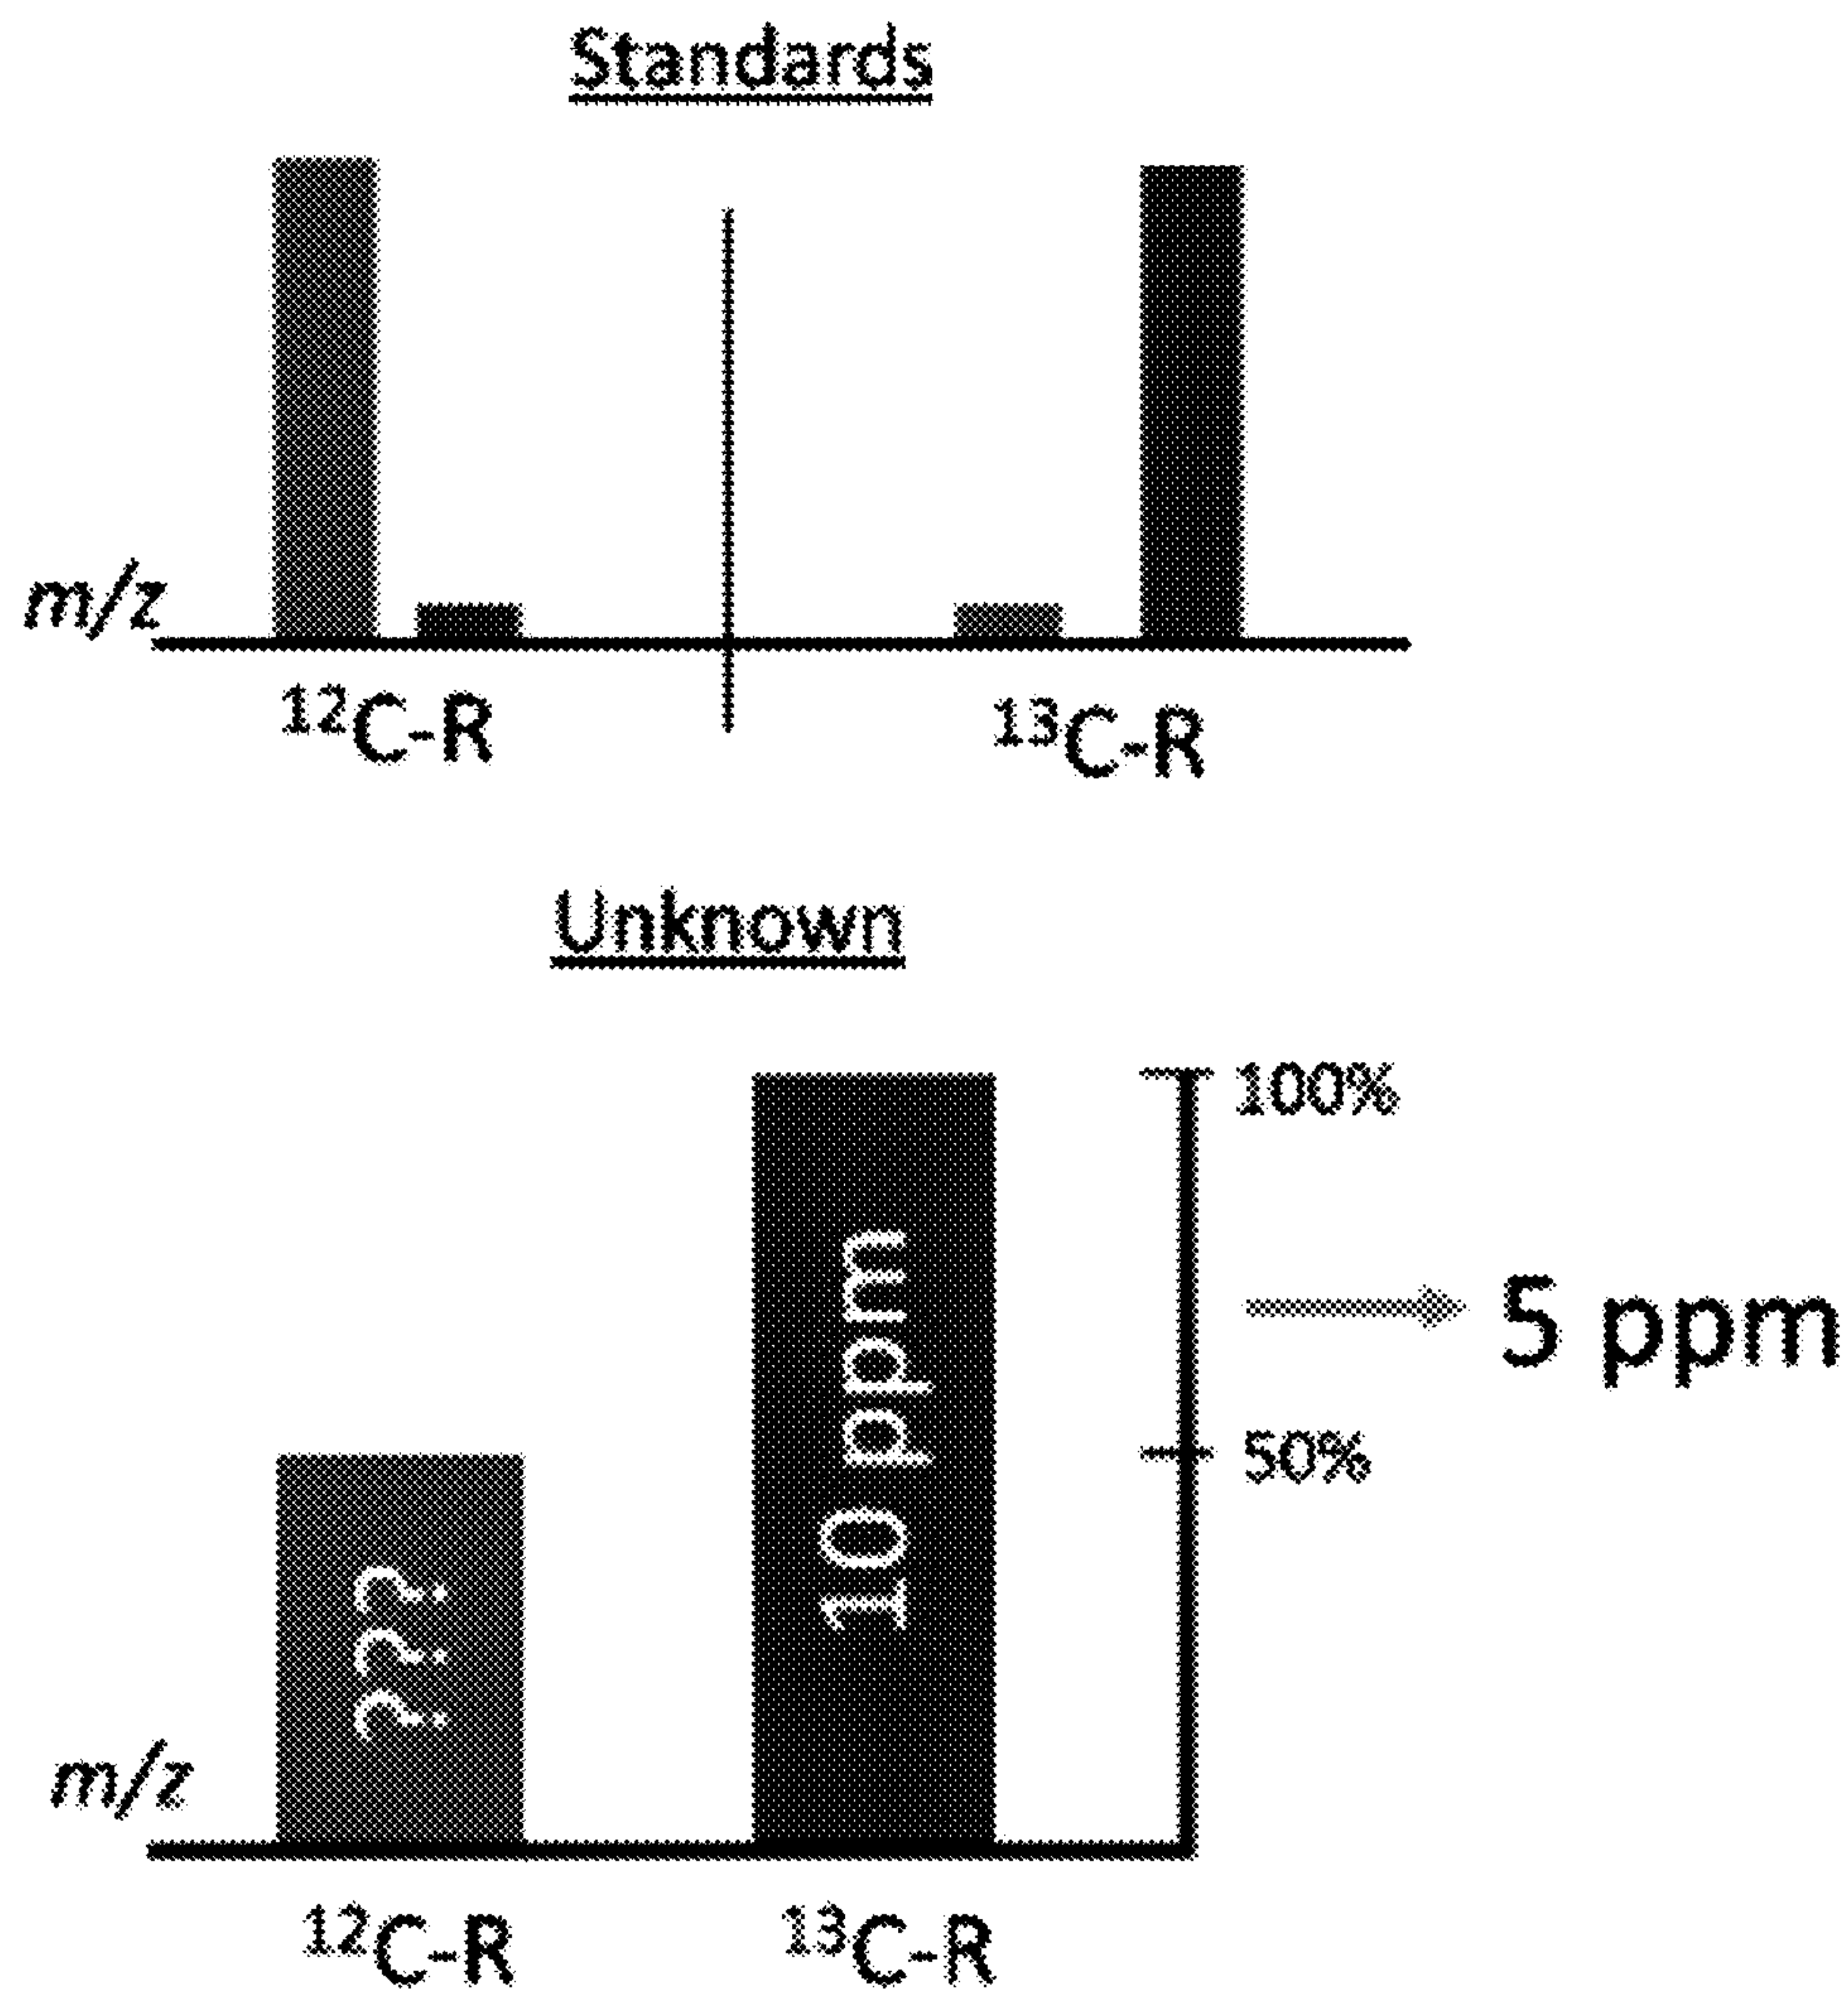 Standards
m/z
¹²C-R
¹³C-R
Unknown
100%
10 ppm
5 ppm
50%
???
m/z
¹²C-R
¹³C-R